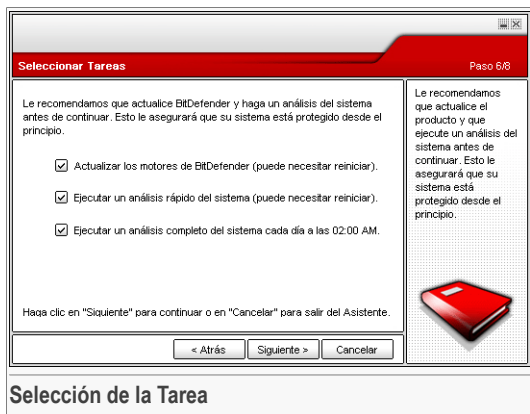 Seleccionar Tareas
Paso 6/8
Le recomendamos que actualice BitDefender y haga un análisis del sistema
antes de continuar. Esto le asegurará que su sistema está protegido desde el
principio.
Actualizar los motores de BitDefender (puede necesitar reiniciar).
Ejecutar un análisis rápido del sistema (puede necesitar reiniciar).
Ejecutar un análisis completo del sistema cada día a las 02:00 AM.
Haga clic en "Siguiente" para continuar o en "Cancelar" para salir del Asistente.
Le recomendamos
que actualice el
producto y que
ejecute un análisis del
sistema antes de
continuar. Esto le
asegurará que su
sistema está
protegido desde el
principio.
< Atrás
Siguiente >
Cancelar
Selección de la Tarea